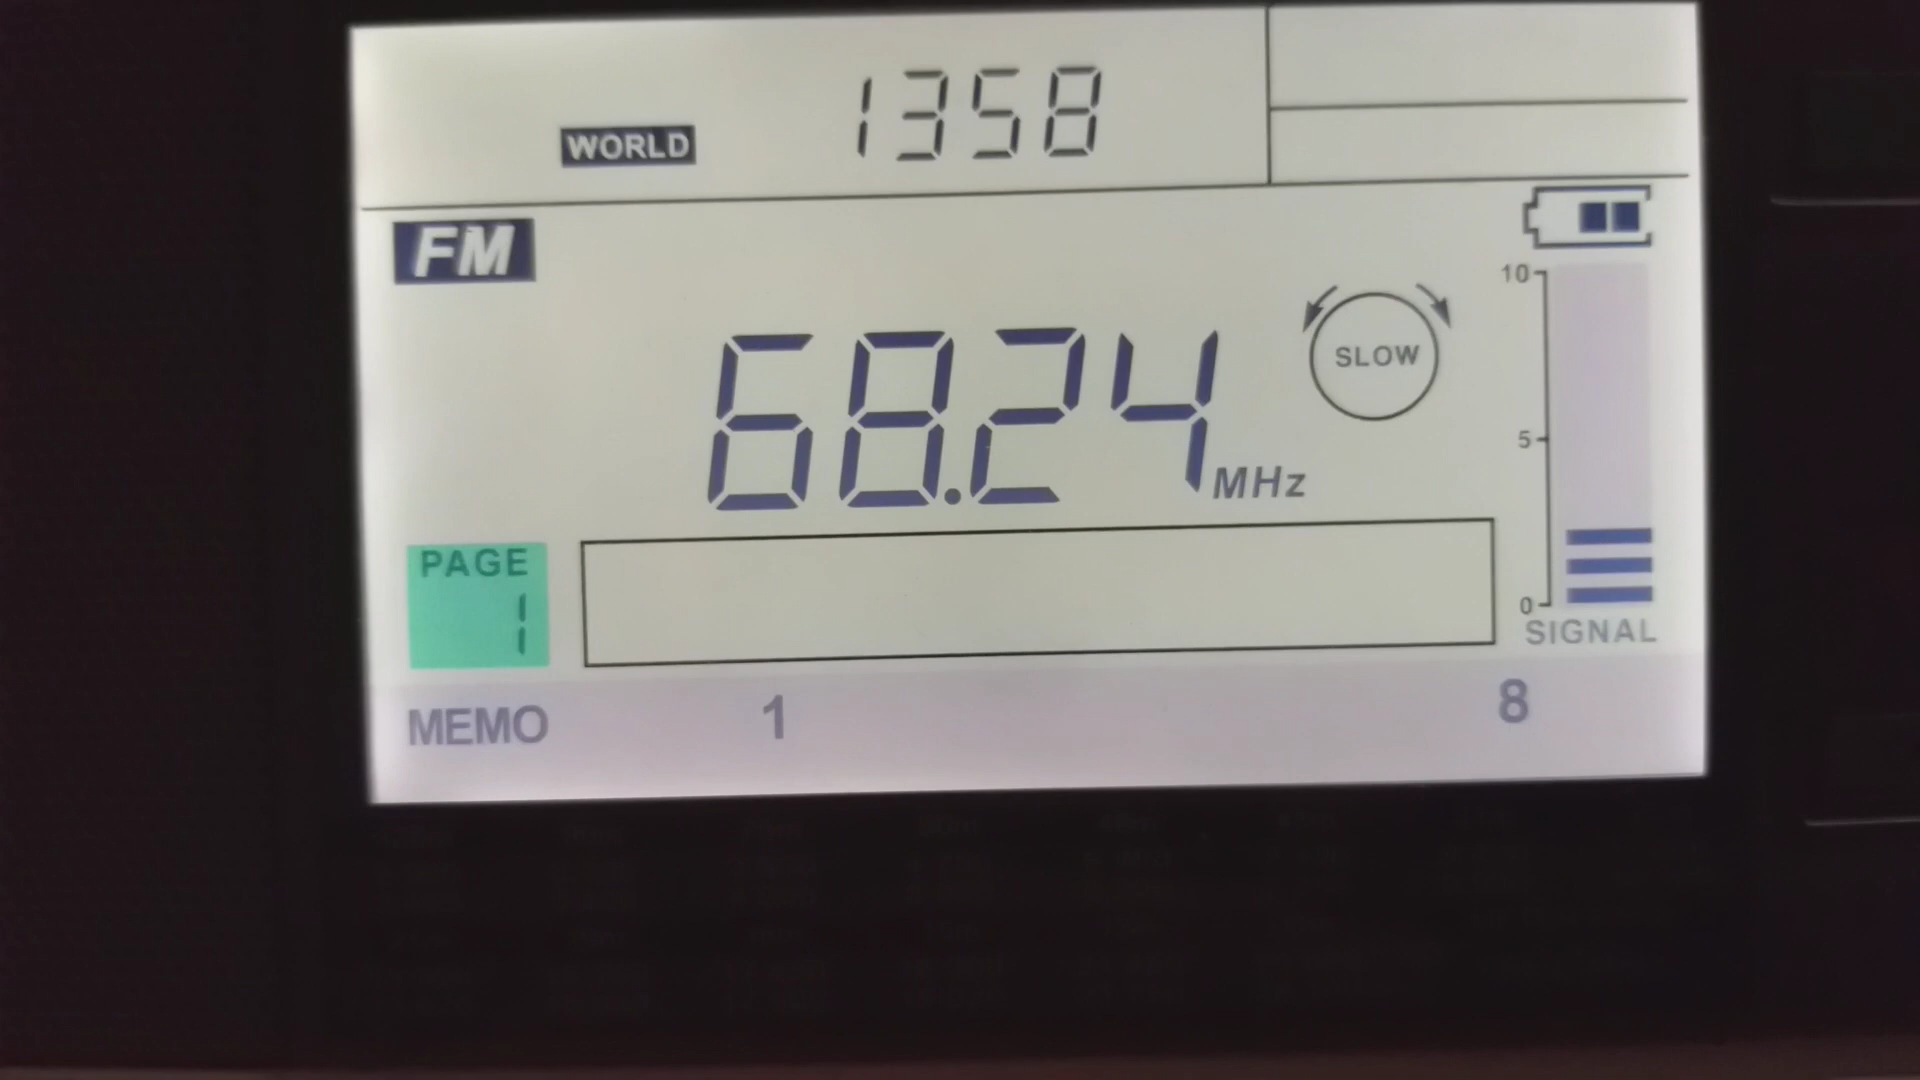 WORLD 1358
FM
68.24 MHz
SLOW
10
5
0
SIGNAL
PAGE
1
MEMO 1 8